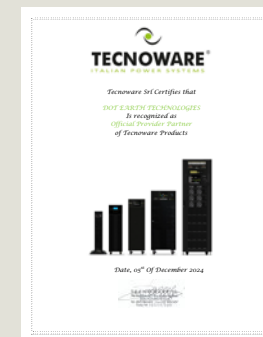 TECNOWARE®
ITALIAN POWER SYSTEMS
Tecnoware Srl Certifies that
DOT EARTH TECHNOLOGIES
Is recognized as
Official Provider Partner
of Tecnoware Products
Date, 05th Of December 2024